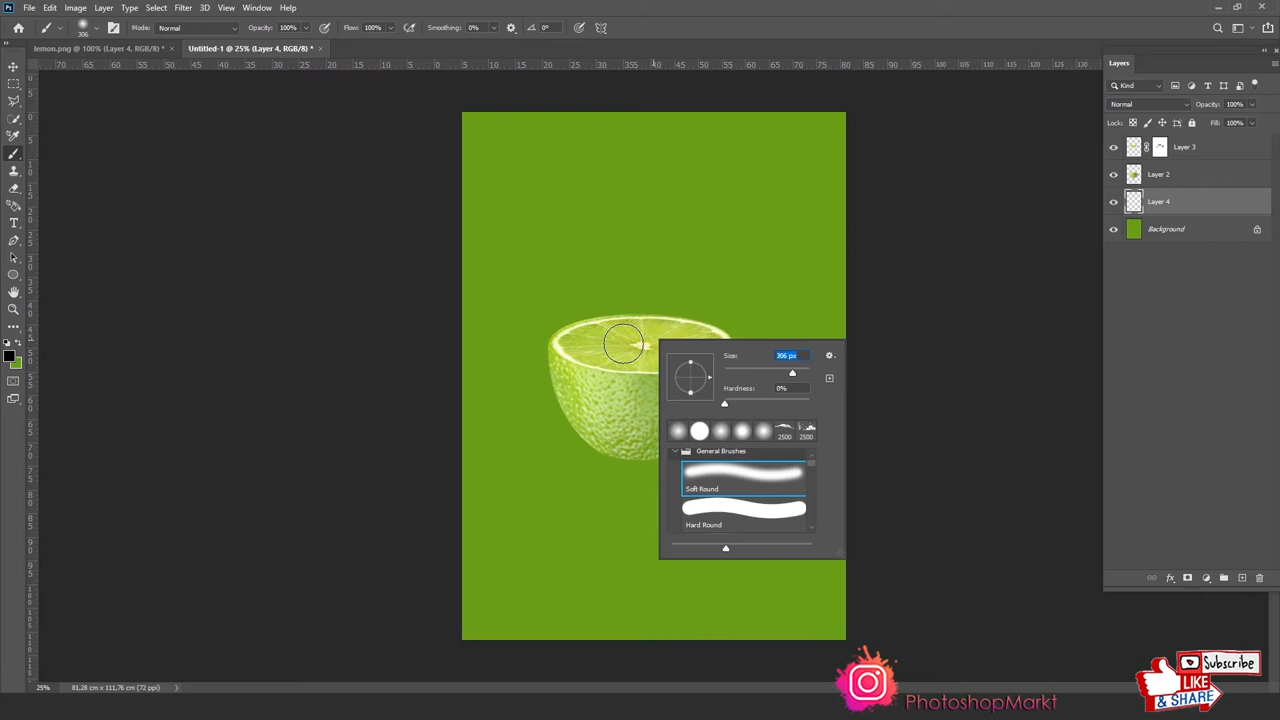 Ps File Edit Image Layer Type Select Filter 3D View Window Help
306 Mode: Normal Opacity: 100% Flow: 100% Smoothing: 0% 0°
lemon.png @ 100% (Layer 4, RGB/8) * × Untitled-1 @ 25% (Layer 4, RGB/8) * ×
Layers
Kind
Normal Opacity: 100%
Lock: Fill: 100%
Layer 3
Layer 2
Layer 4
Background
Size: 306 px
Hardness: 0%
2500 2500
General Brushes
Soft Round
Hard Round
25% 81,28 cm x 111,76 cm (72 ppi)
PhotoshopMarkt
Subscribe
LIKE
& SHARE